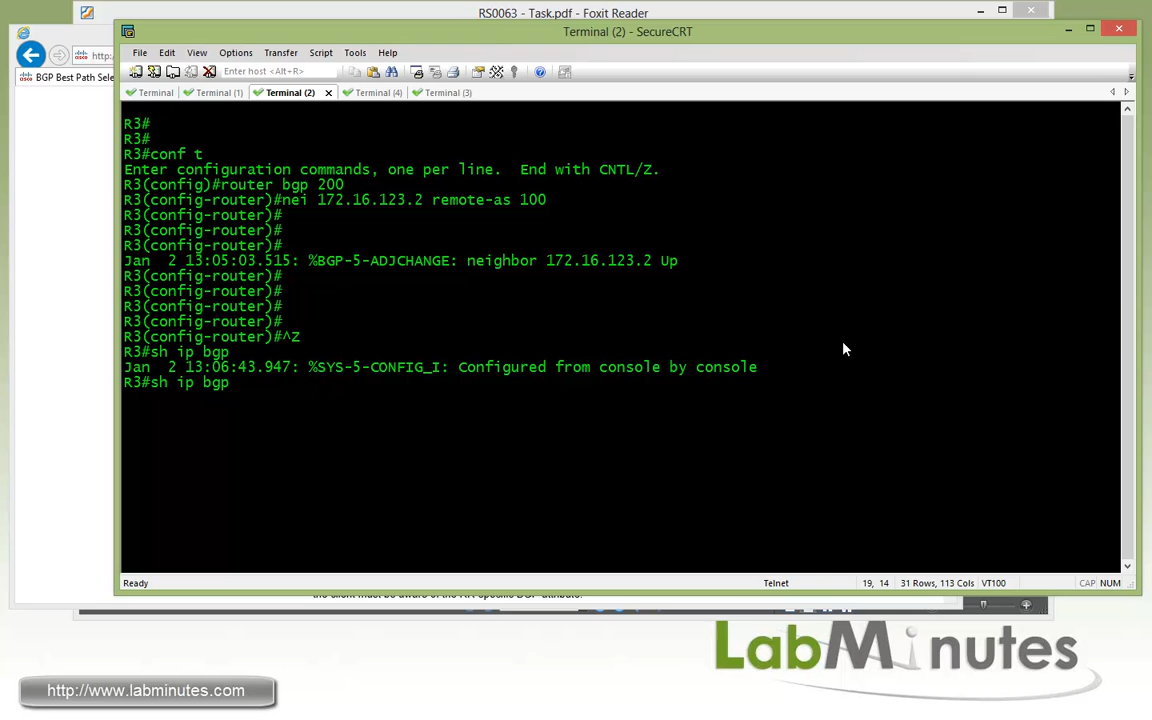 RS0063 - Task.pdf - Foxit Reader
Terminal (2) - SecureCRT
http:
BGP Best Path Sele
File Edit View Options Transfer Script Tools Help
Enter host <Alt+R>
Terminal Terminal (1) Terminal (2) Terminal (4) Terminal (3)
R3#
R3#
R3#conf t
Enter configuration commands, one per line.  End with CNTL/Z.
R3(config)#router bgp 200
R3(config-router)#nei 172.16.123.2 remote-as 100
R3(config-router)#
R3(config-router)#
R3(config-router)#
Jan  2 13:05:03.515: %BGP-5-ADJCHANGE: neighbor 172.16.123.2 Up
R3(config-router)#
R3(config-router)#
R3(config-router)#
R3(config-router)#
R3(config-router)#^Z
R3#sh ip bgp
Jan  2 13:06:43.947: %SYS-5-CONFIG_I: Configured from console by console
R3#sh ip bgp
Ready Telnet 19, 14 31 Rows, 113 Cols VT100 CAP NUM
the client must be aware of the RR specific BGP attribute.
LabMinutes
http://www.labminutes.com